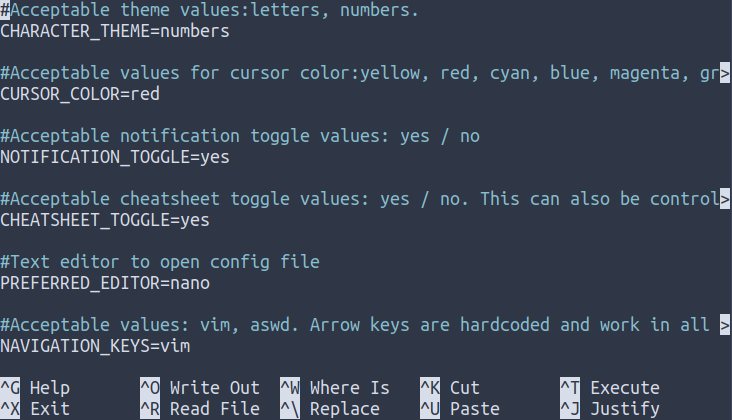 #Acceptable theme values:letters, numbers.
CHARACTER_THEME=numbers
#Acceptable values for cursor color:yellow, red, cyan, blue, magenta, gr>
CURSOR_COLOR=red
#Acceptable notification toggle values: yes / no
NOTIFICATION_TOGGLE=yes
#Acceptable cheatsheet toggle values: yes / no. This can also be control>
CHEATSHEET_TOGGLE=yes
#Text editor to open config file
PREFERRED_EDITOR=nano
#Acceptable values: vim, aswd. Arrow keys are hardcoded and work in all >
NAVIGATION_KEYS=vim
^G Help ^O Write Out ^W Where Is ^K Cut ^T Execute
^X Exit ^R Read File ^\ Replace ^U Paste ^J Justify